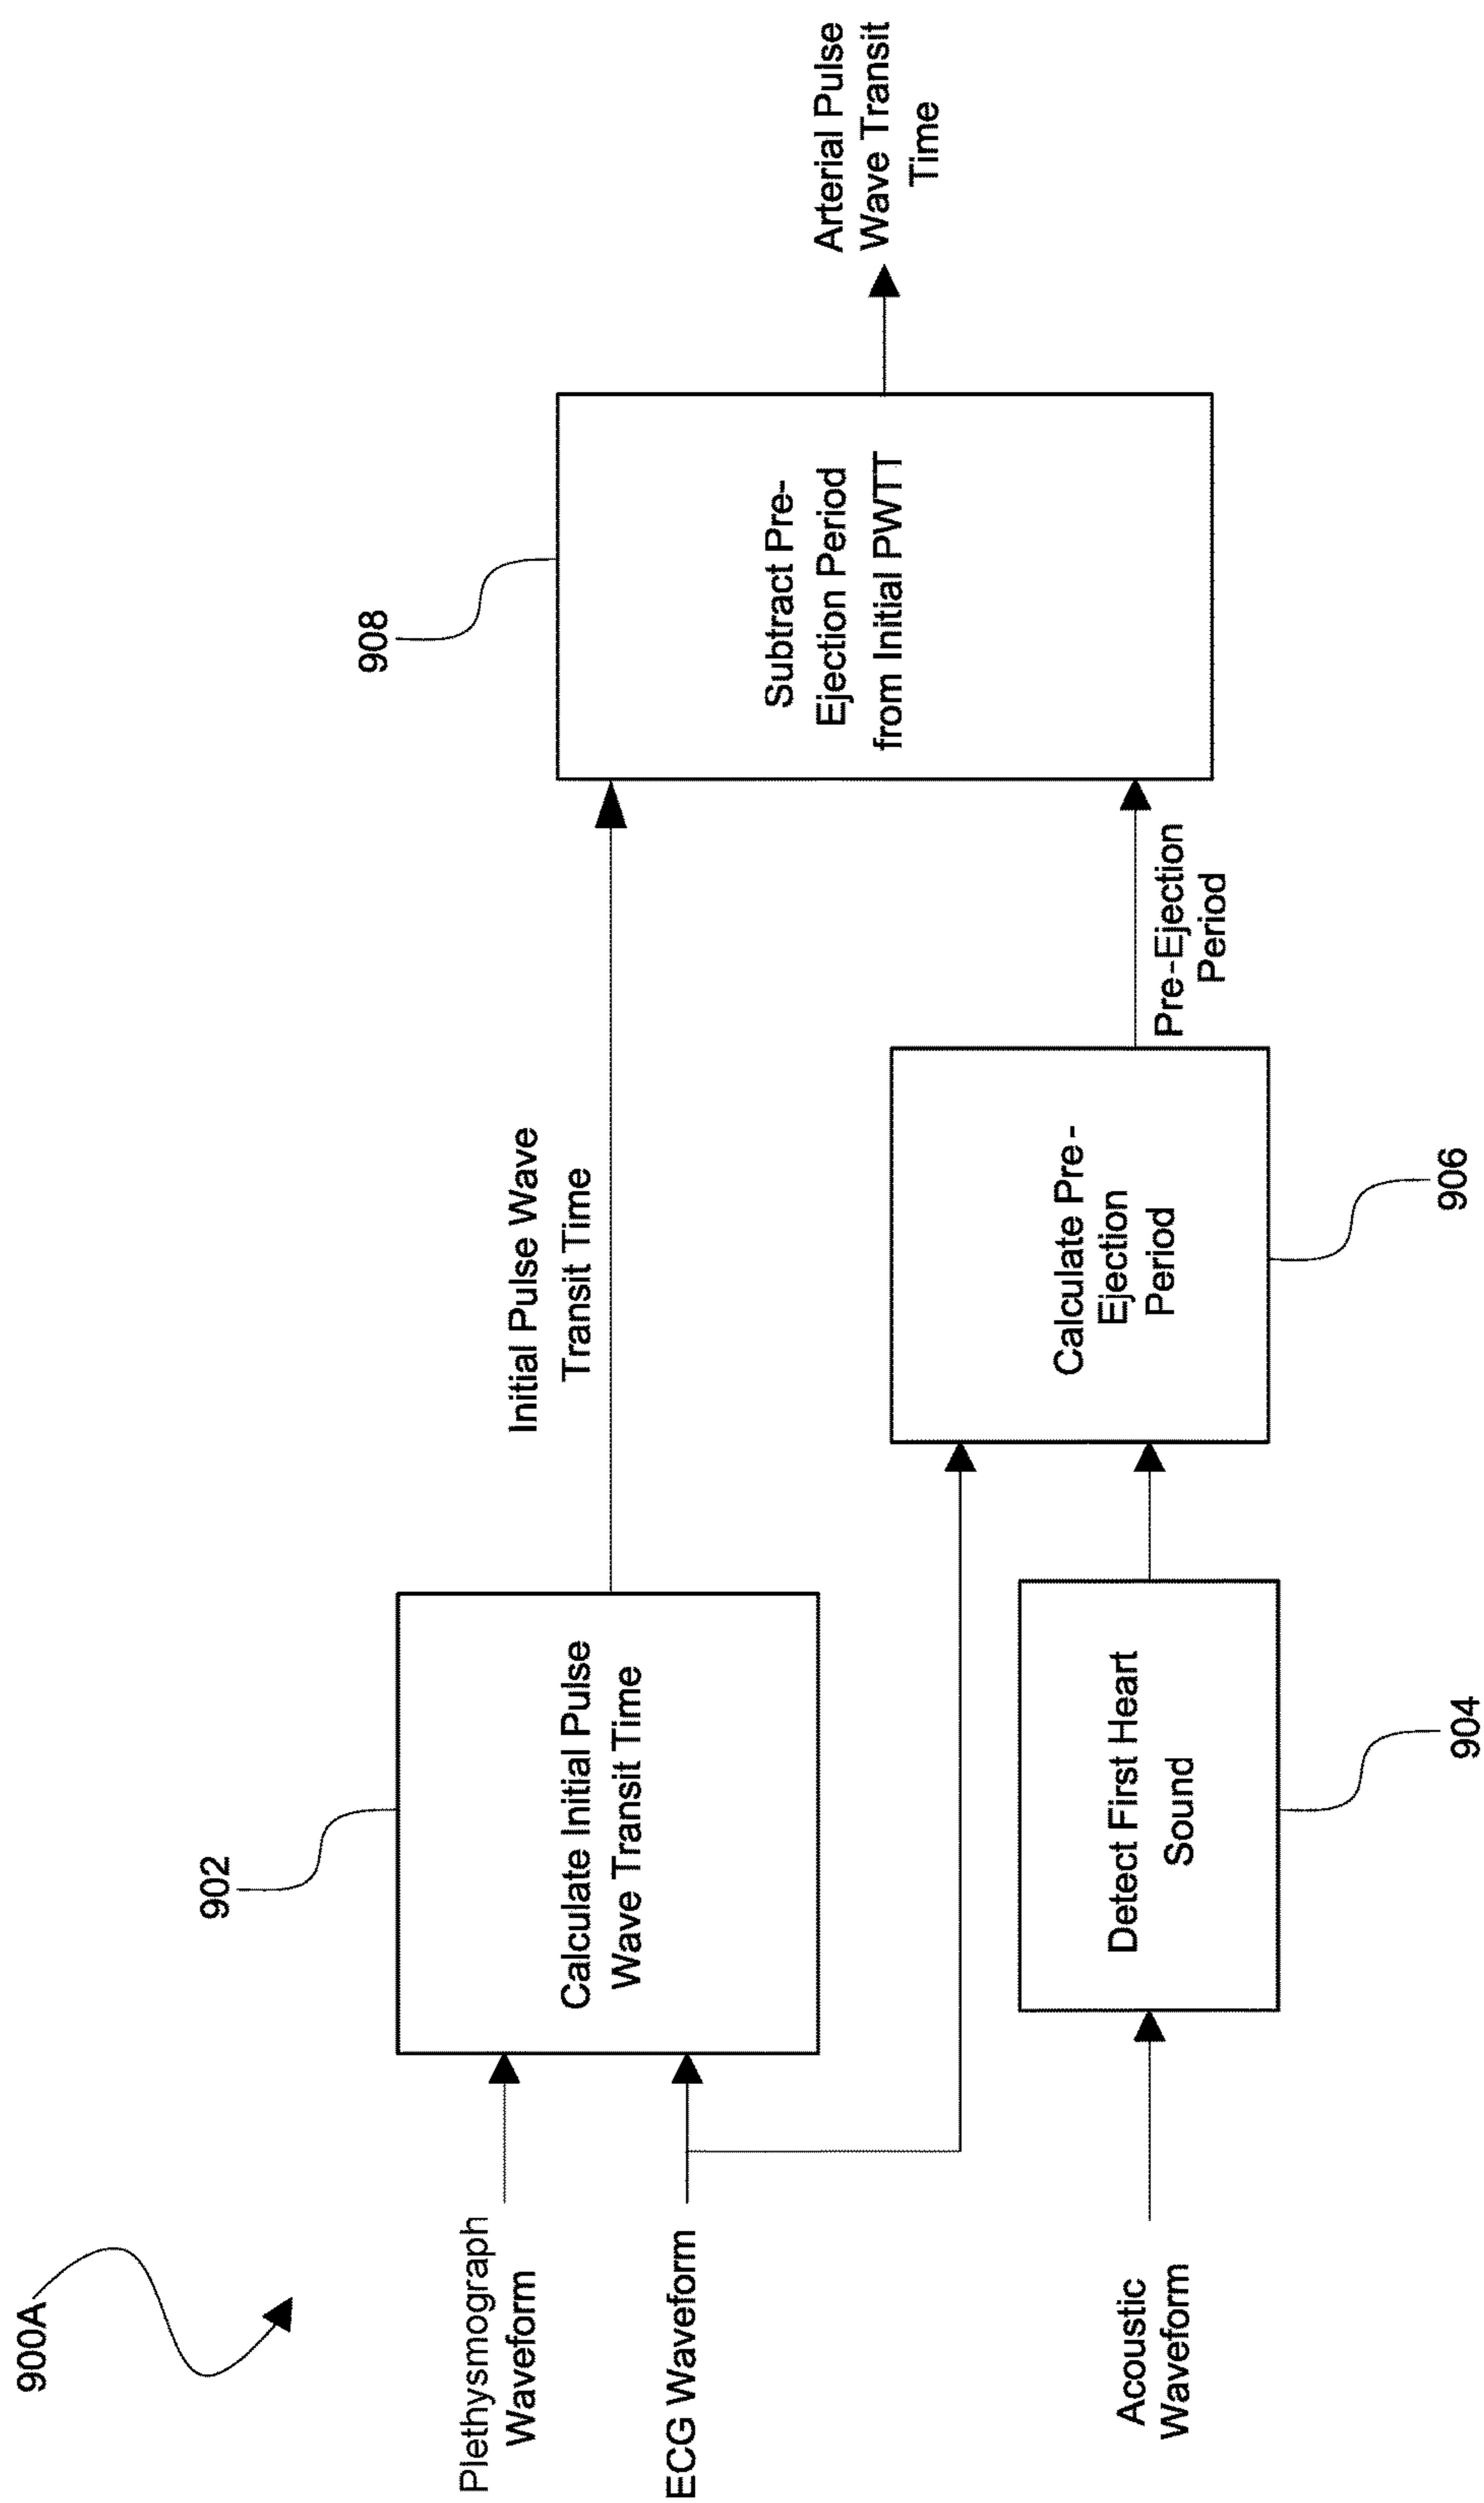 900A
Plethysmograph
Waveform
ECG Waveform
Acoustic
Waveform
902
Calculate Initial Pulse
Wave Transit Time
Detect First Heart
Sound
904
Initial Pulse Wave
Transit Time
Calculate Pre-
Ejection
Period
906
Pre-Ejection
Period
908
Subtract Pre-
Ejection Period
from Initial PWTT
Arterial Pulse
Wave Transit
Time